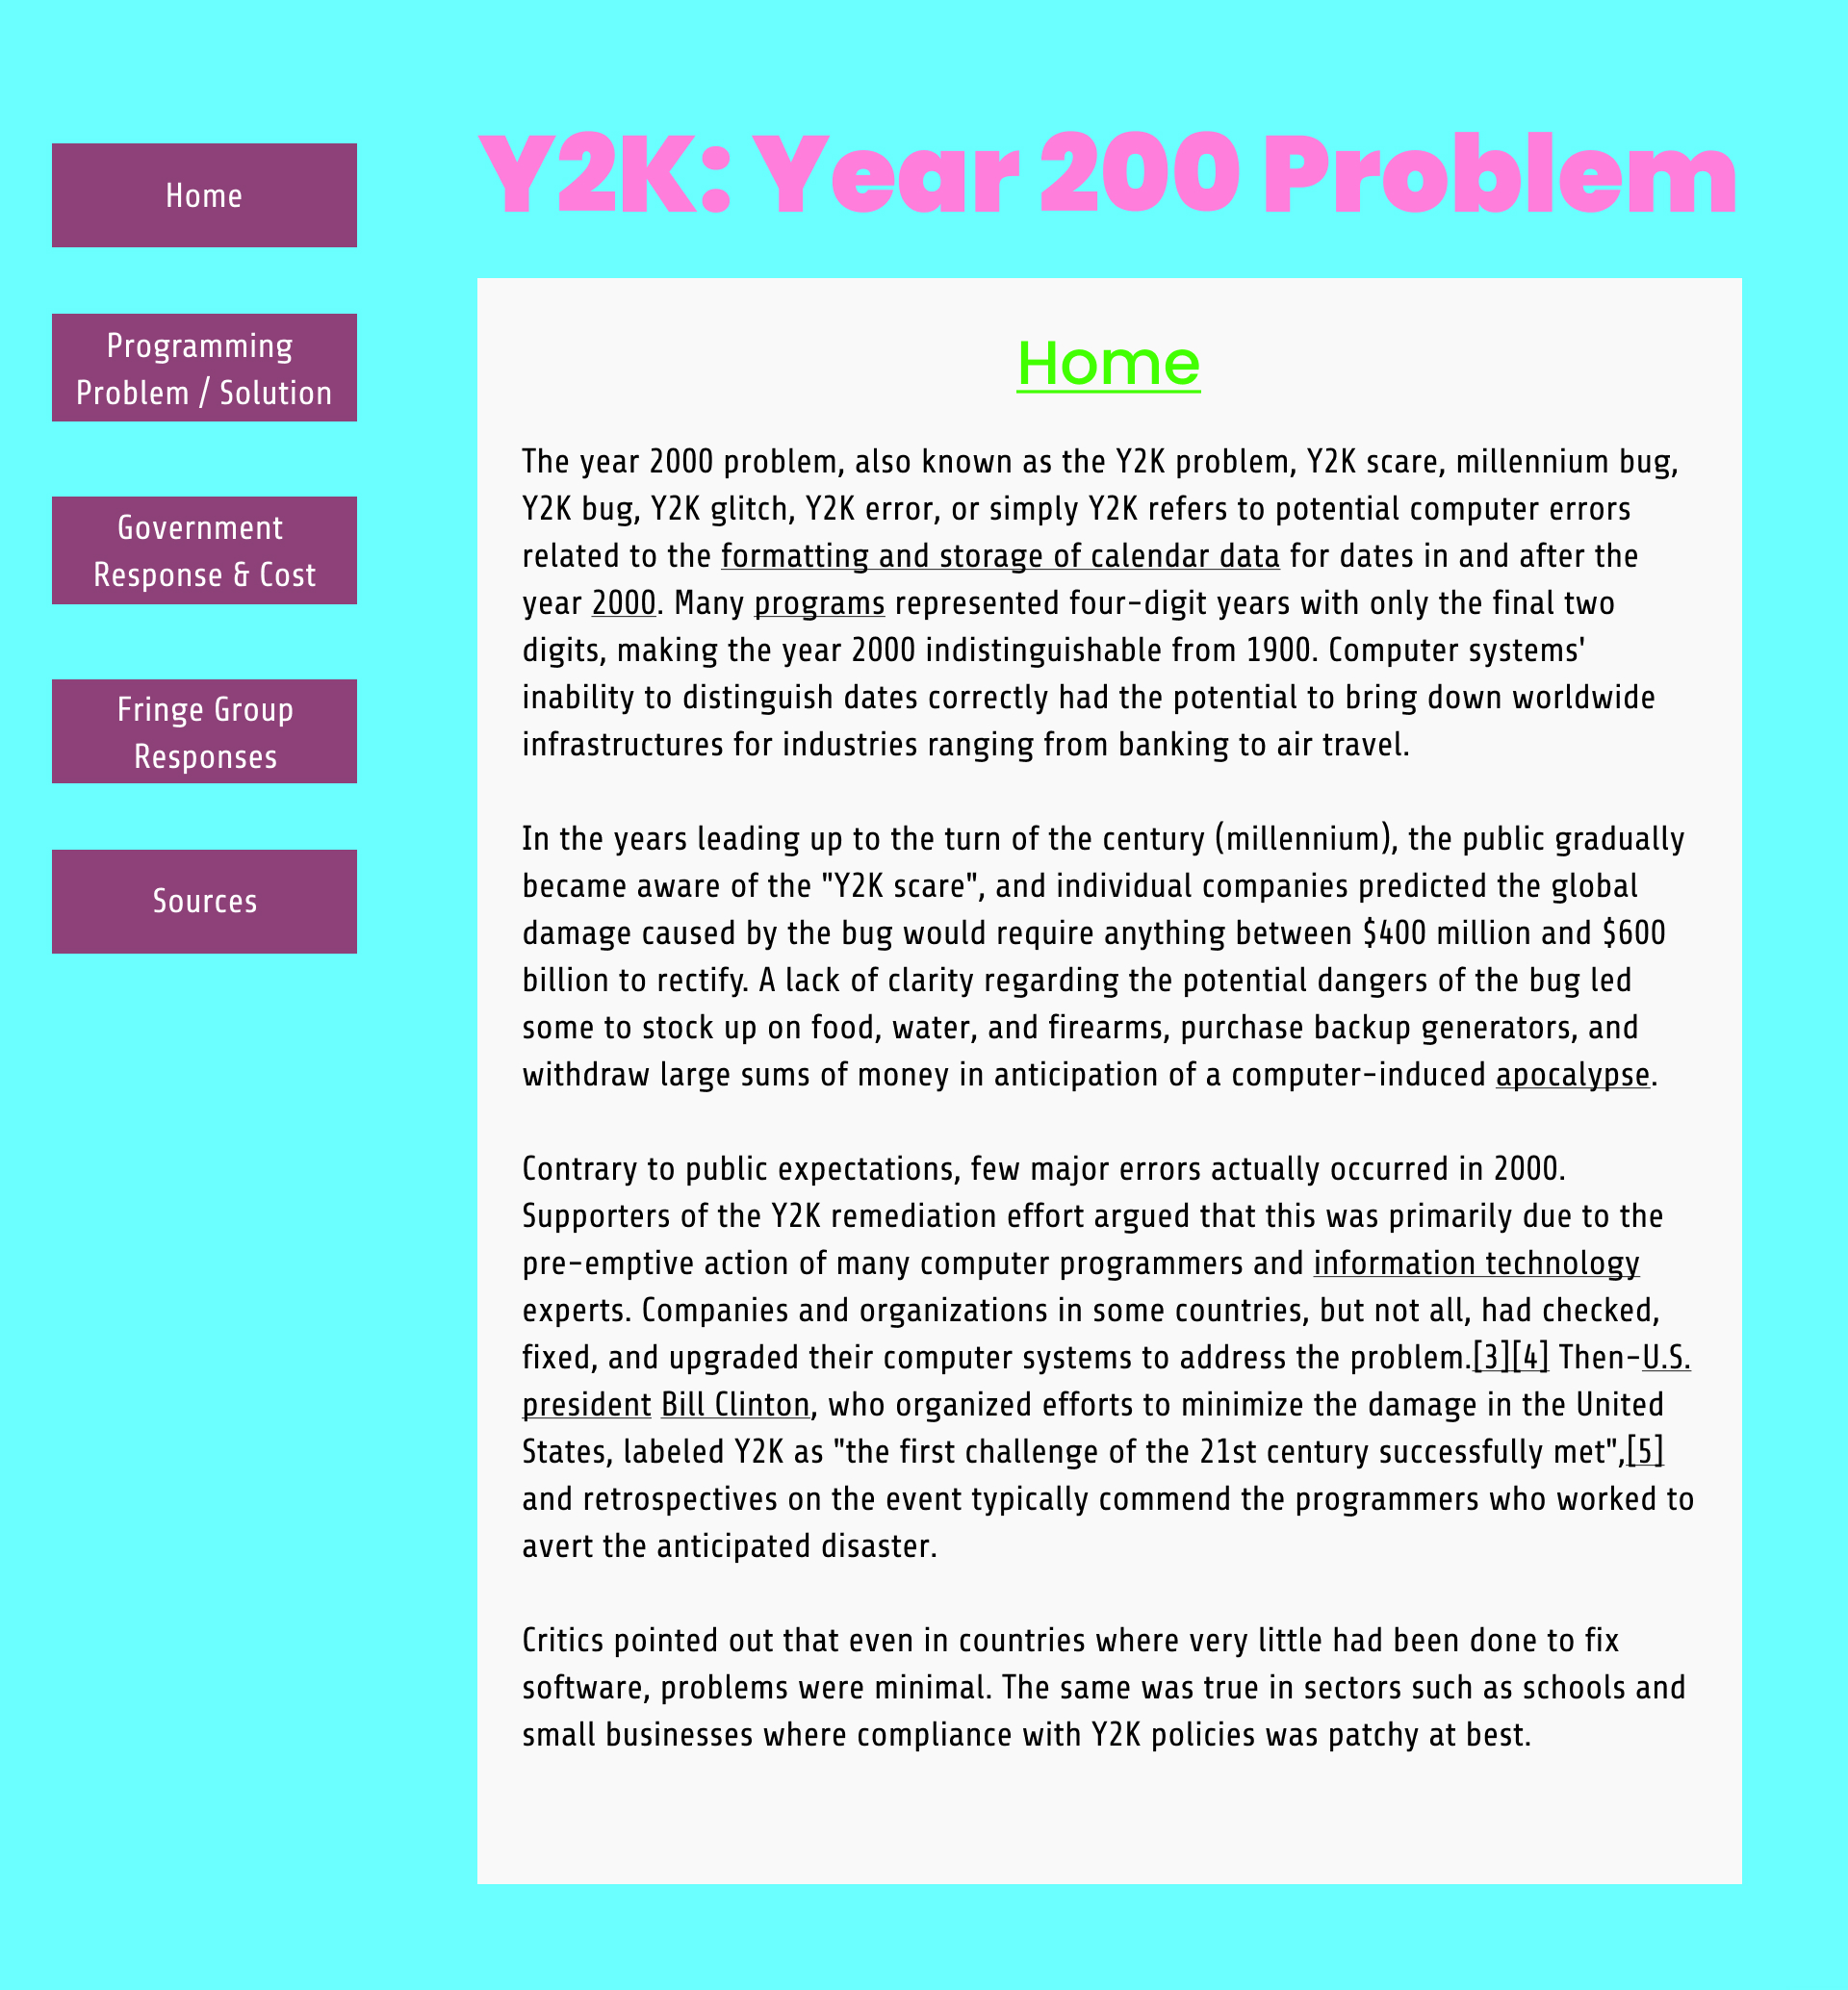 Y2K: Year 200 Problem
Home
Programming
Problem / Solution
Government
Response & Cost
Fringe Group
Responses
Sources
Home
The year 2000 problem, also known as the Y2K problem, Y2K scare, millennium bug,
Y2K bug, Y2K glitch, Y2K error, or simply Y2K refers to potential computer errors
related to the formatting and storage of calendar data for dates in and after the
year 2000. Many programs represented four-digit years with only the final two
digits, making the year 2000 indistinguishable from 1900. Computer systems'
inability to distinguish dates correctly had the potential to bring down worldwide
infrastructures for industries ranging from banking to air travel.
In the years leading up to the turn of the century (millennium), the public gradually
became aware of the "Y2K scare", and individual companies predicted the global
damage caused by the bug would require anything between $400 million and $600
billion to rectify. A lack of clarity regarding the potential dangers of the bug led
some to stock up on food, water, and firearms, purchase backup generators, and
withdraw large sums of money in anticipation of a computer-induced apocalypse.
Contrary to public expectations, few major errors actually occurred in 2000.
Supporters of the Y2K remediation effort argued that this was primarily due to the
pre-emptive action of many computer programmers and information technology
experts. Companies and organizations in some countries, but not all, had checked,
fixed, and upgraded their computer systems to address the problem.[3][4] Then-U.S.
president Bill Clinton, who organized efforts to minimize the damage in the United
States, labeled Y2K as "the first challenge of the 21st century successfully met",[5]
and retrospectives on the event typically commend the programmers who worked to
avert the anticipated disaster.
Critics pointed out that even in countries where very little had been done to fix
software, problems were minimal. The same was true in sectors such as schools and
small businesses where compliance with Y2K policies was patchy at best.